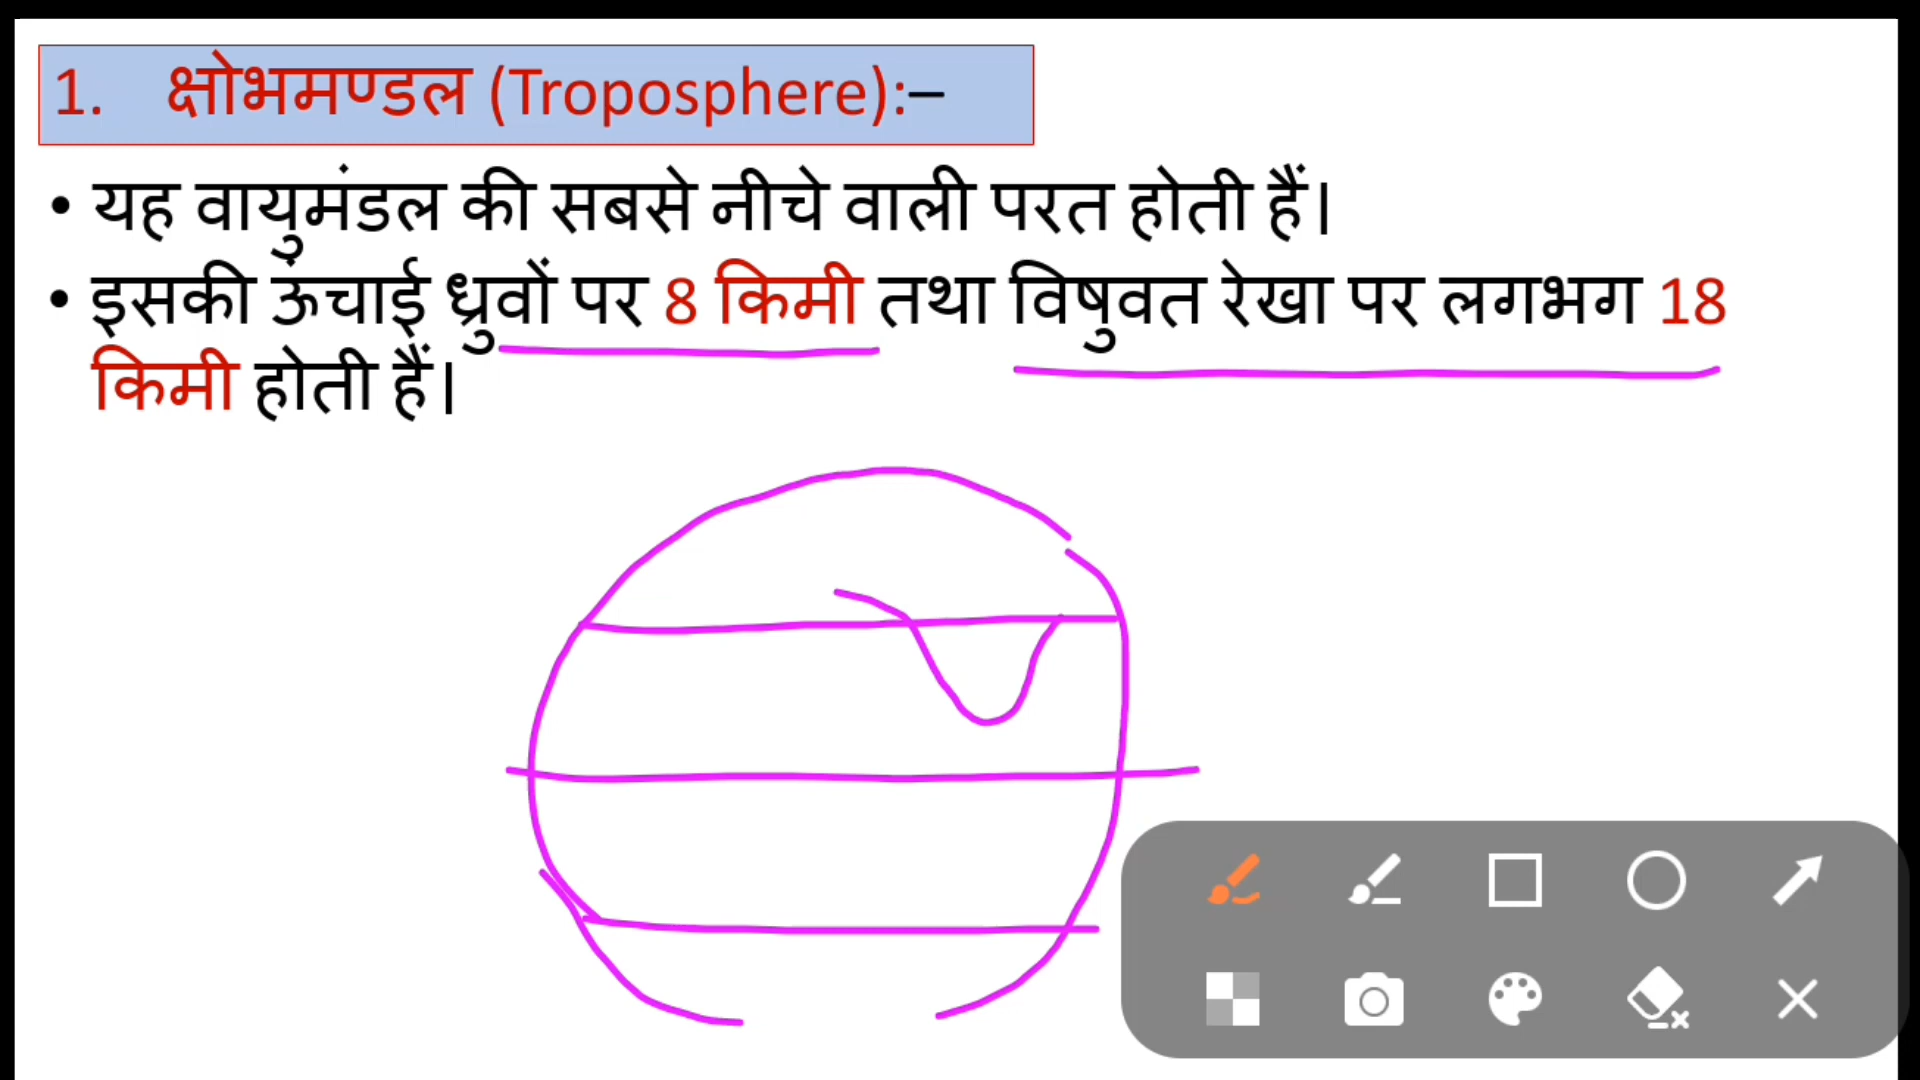 1. क्षोभमण्डल (Troposphere):–
• यह वायुमंडल की सबसे नीचे वाली परत होती हैं।
• इसकी ऊंचाई ध्रुवों पर 8 किमी तथा विषुवत रेखा पर लगभग 18
किमी होती हैं।